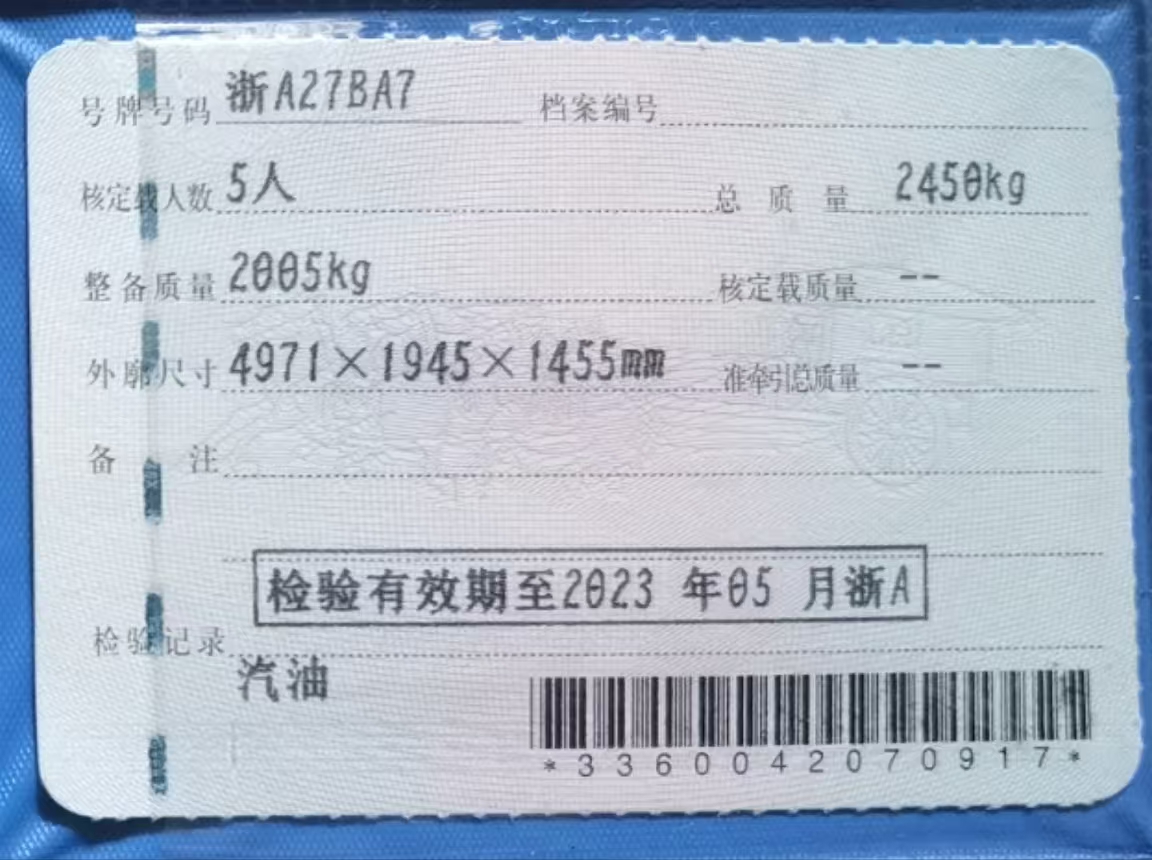 号牌号码 浙A27BA7 档案编号
核定载人数 5人 总质量 2450kg
整备质量 2005kg 核定载质量 --
外廓尺寸 4971×1945×1455mm 准牵引总质量 --
备注
检验有效期至2023 年05 月浙A
检验记录
汽油
*3360042070917*